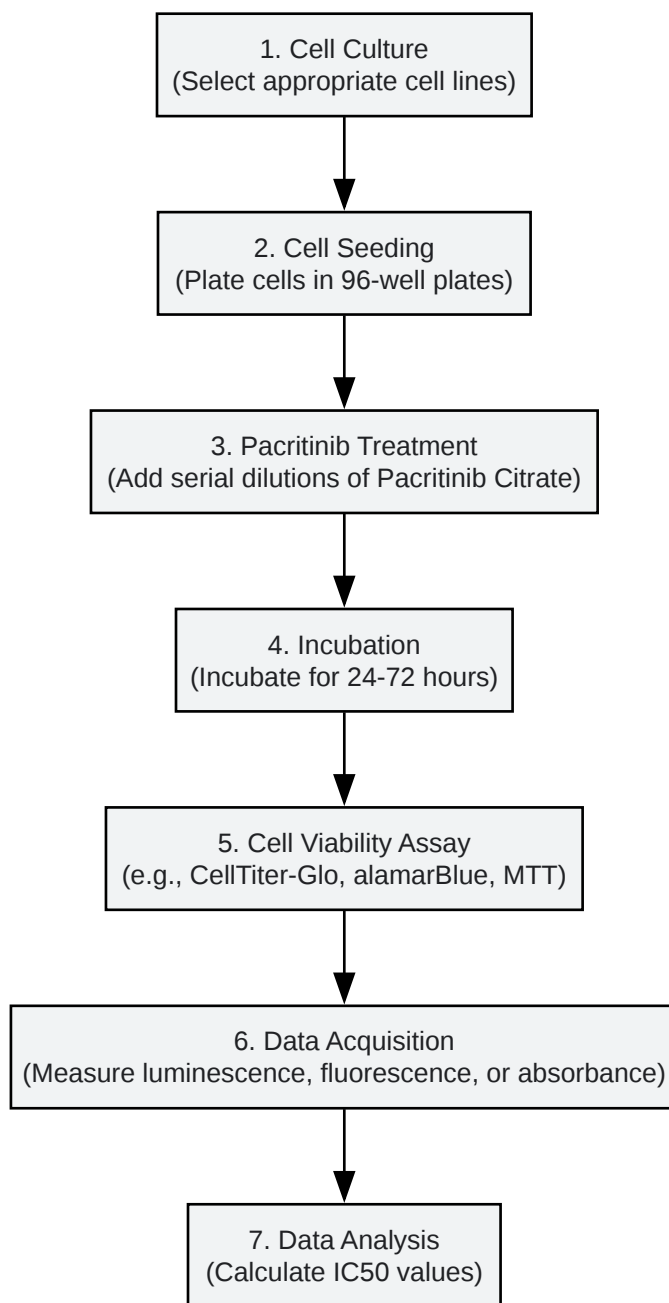 1. Cell Culture
(Select appropriate cell lines)
2. Cell Seeding
(Plate cells in 96-well plates)
3. Pacritinib Treatment
(Add serial dilutions of Pacritinib Citrate)
4. Incubation
(Incubate for 24-72 hours)
5. Cell Viability Assay
(e.g., CellTiter-Glo, alamarBlue, MTT)
6. Data Acquisition
(Measure luminescence, fluorescence, or absorbance)
7. Data Analysis
(Calculate IC50 values)